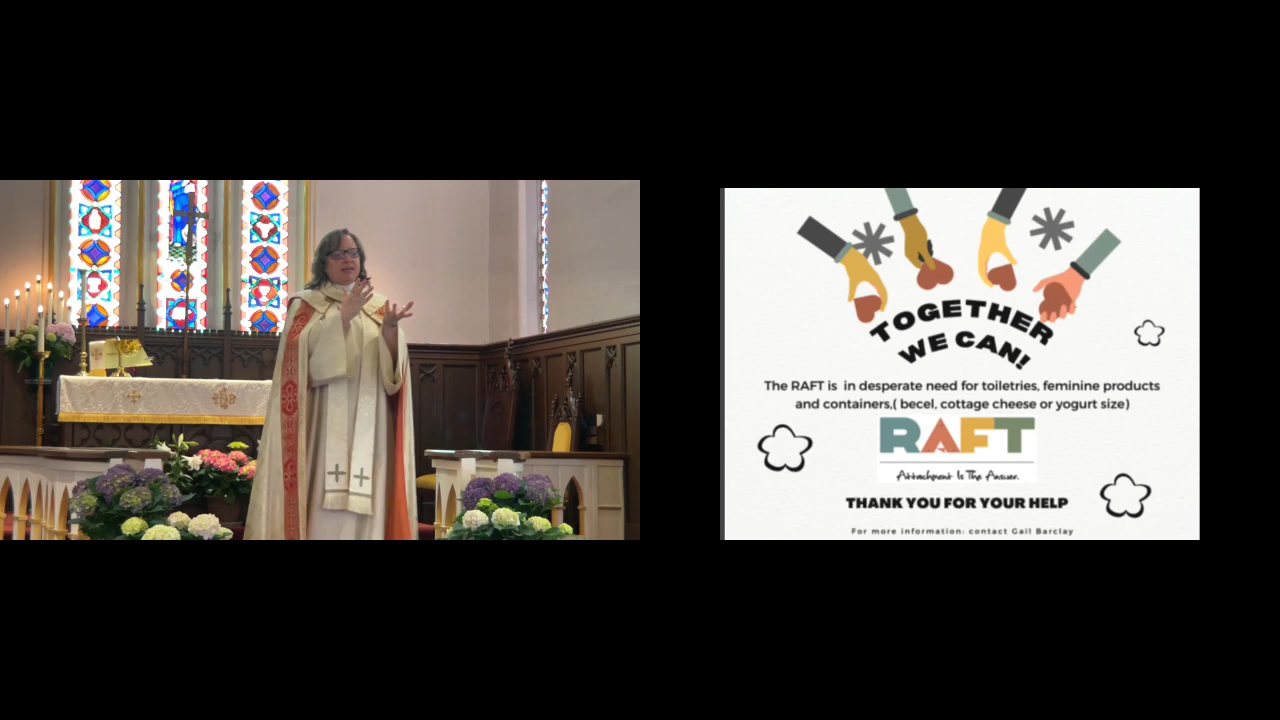 TOGETHER
WE CAN!
The RAFT is in desperate need for toiletries, feminine products
and containers,( becel, cottage cheese or yogurt size)
RAFT
Attachment Is The Answer.
THANK YOU FOR YOUR HELP
For more information: contact Gail Barclay